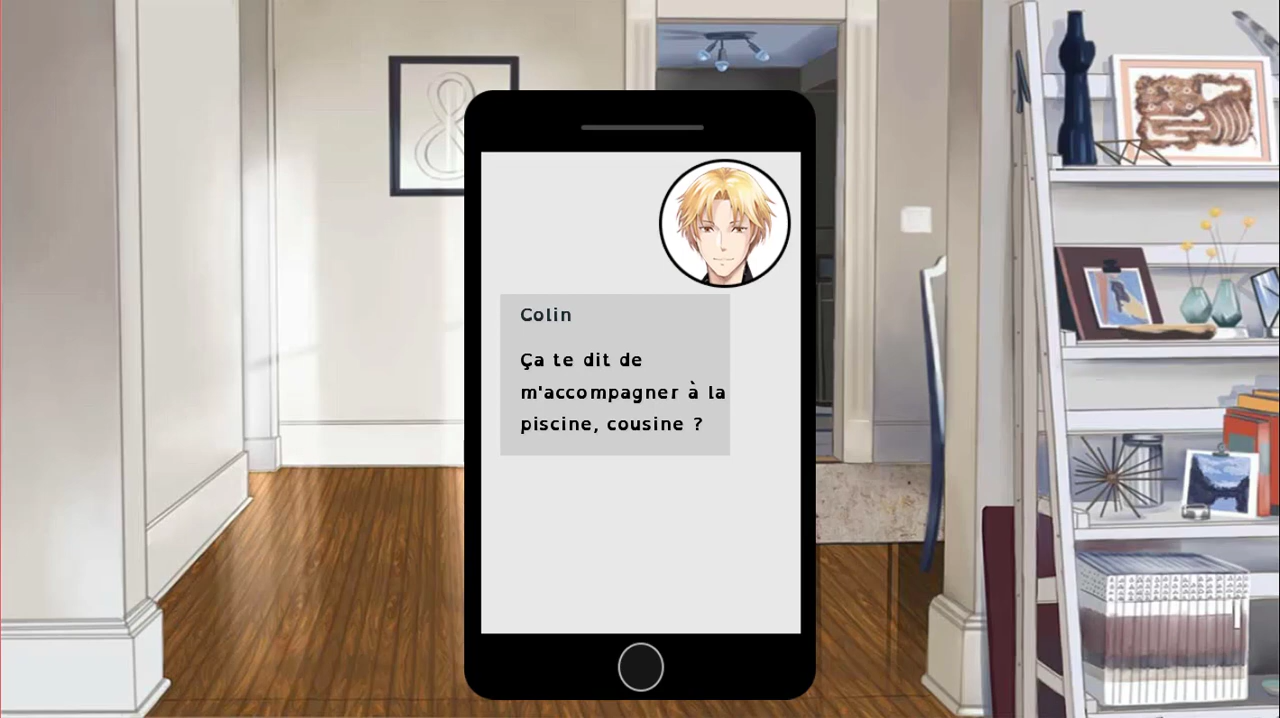 Colin
Ça te dit de
m'accompagner à la
piscine, cousine ?